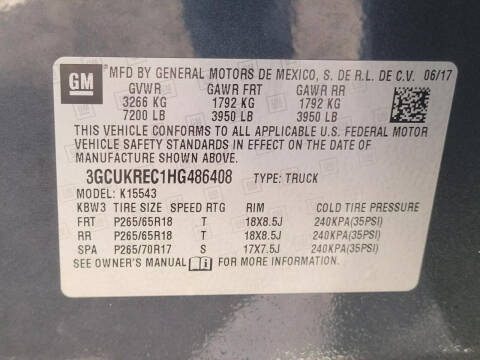 GM
MFD BY GENERAL MOTORS DE MEXICO, S. DE R.L. DE C.V. 06/17
GVWR GAWR FRT GAWR RR
3266 KG 1792 KG 1792 KG
7200 LB 3950 LB 3950 LB
THIS VEHICLE CONFORMS TO ALL APPLICABLE U.S. FEDERAL MOTOR
VEHICLE SAFETY AND THEFT PREVENTION STANDARDS IN EFFECT ON THE DATE OF
MANUFACTURE SHOWN ABOVE.
3GCUKREC1HG486408 TYPE: TRUCK
MODEL: K15543
KBW3 TIRE SIZE SPEED RTG RIM COLD TIRE PRESSURE
FRT P265/65R18 T 18X8.5J 240KPA(35PSI)
RR P265/65R18 T 18X8.5J 240KPA(35PSI)
SPA P265/70R17 S 17X7.5J 240KPA(35PSI)
SEE OWNER'S MANUAL FOR MORE INFORMATION.